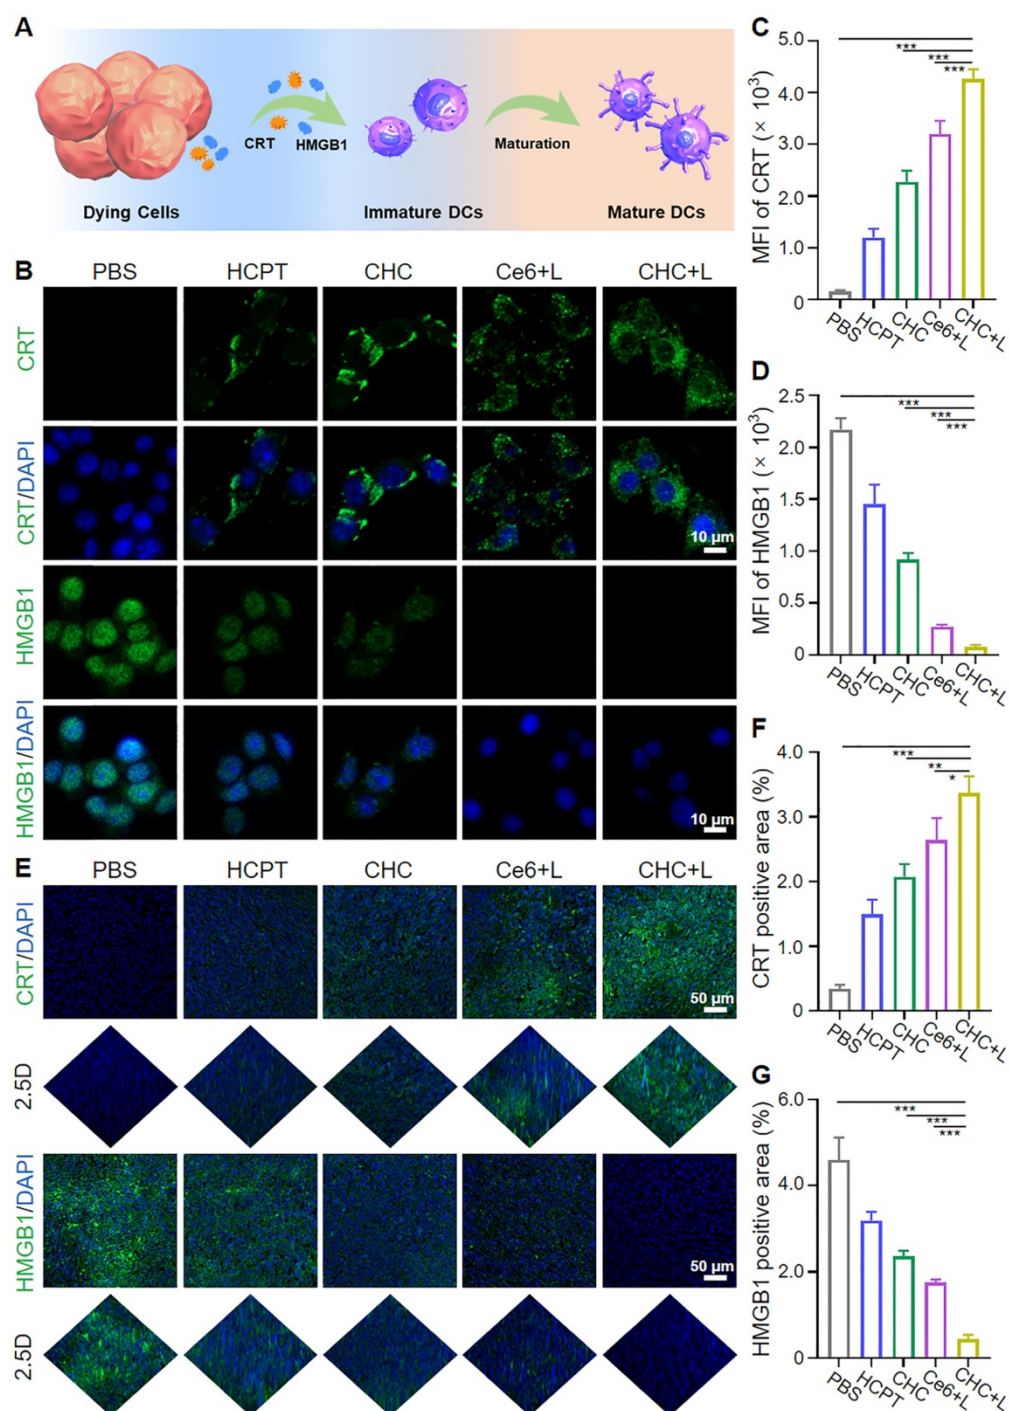 A
CRT
HMGB1
Maturation
Dying Cells
Immature DCs
Mature DCs
B
PBS
HCPT
CHC
Ce6+L
CHC+L
CRT
CRT/DAPI
10 µm
HMGB1
HMGB1/DAPI
10 µm
C
MFI of CRT (× 10³)
5.0
4.0
3.0
2.0
1.0
0
***
***
***
PBS
HCPT
CHC
Ce6+L
CHC+L
D
MFI of HMGB1 (× 10³)
2.5
2.0
1.5
1.0
0.5
0
***
***
***
PBS
HCPT
CHC
Ce6+L
CHC+L
E
PBS
HCPT
CHC
Ce6+L
CHC+L
CRT/DAPI
50 µm
2.5D
HMGB1/DAPI
50 µm
2.5D
F
CRT positive area (%)
4.0
3.0
2.0
1.0
0
***
**
*
PBS
HCPT
CHC
Ce6+L
CHC+L
G
HMGB1 positive area (%)
6.0
4.0
2.0
0
***
***
***
PBS
HCPT
CHC
Ce6+L
CHC+L